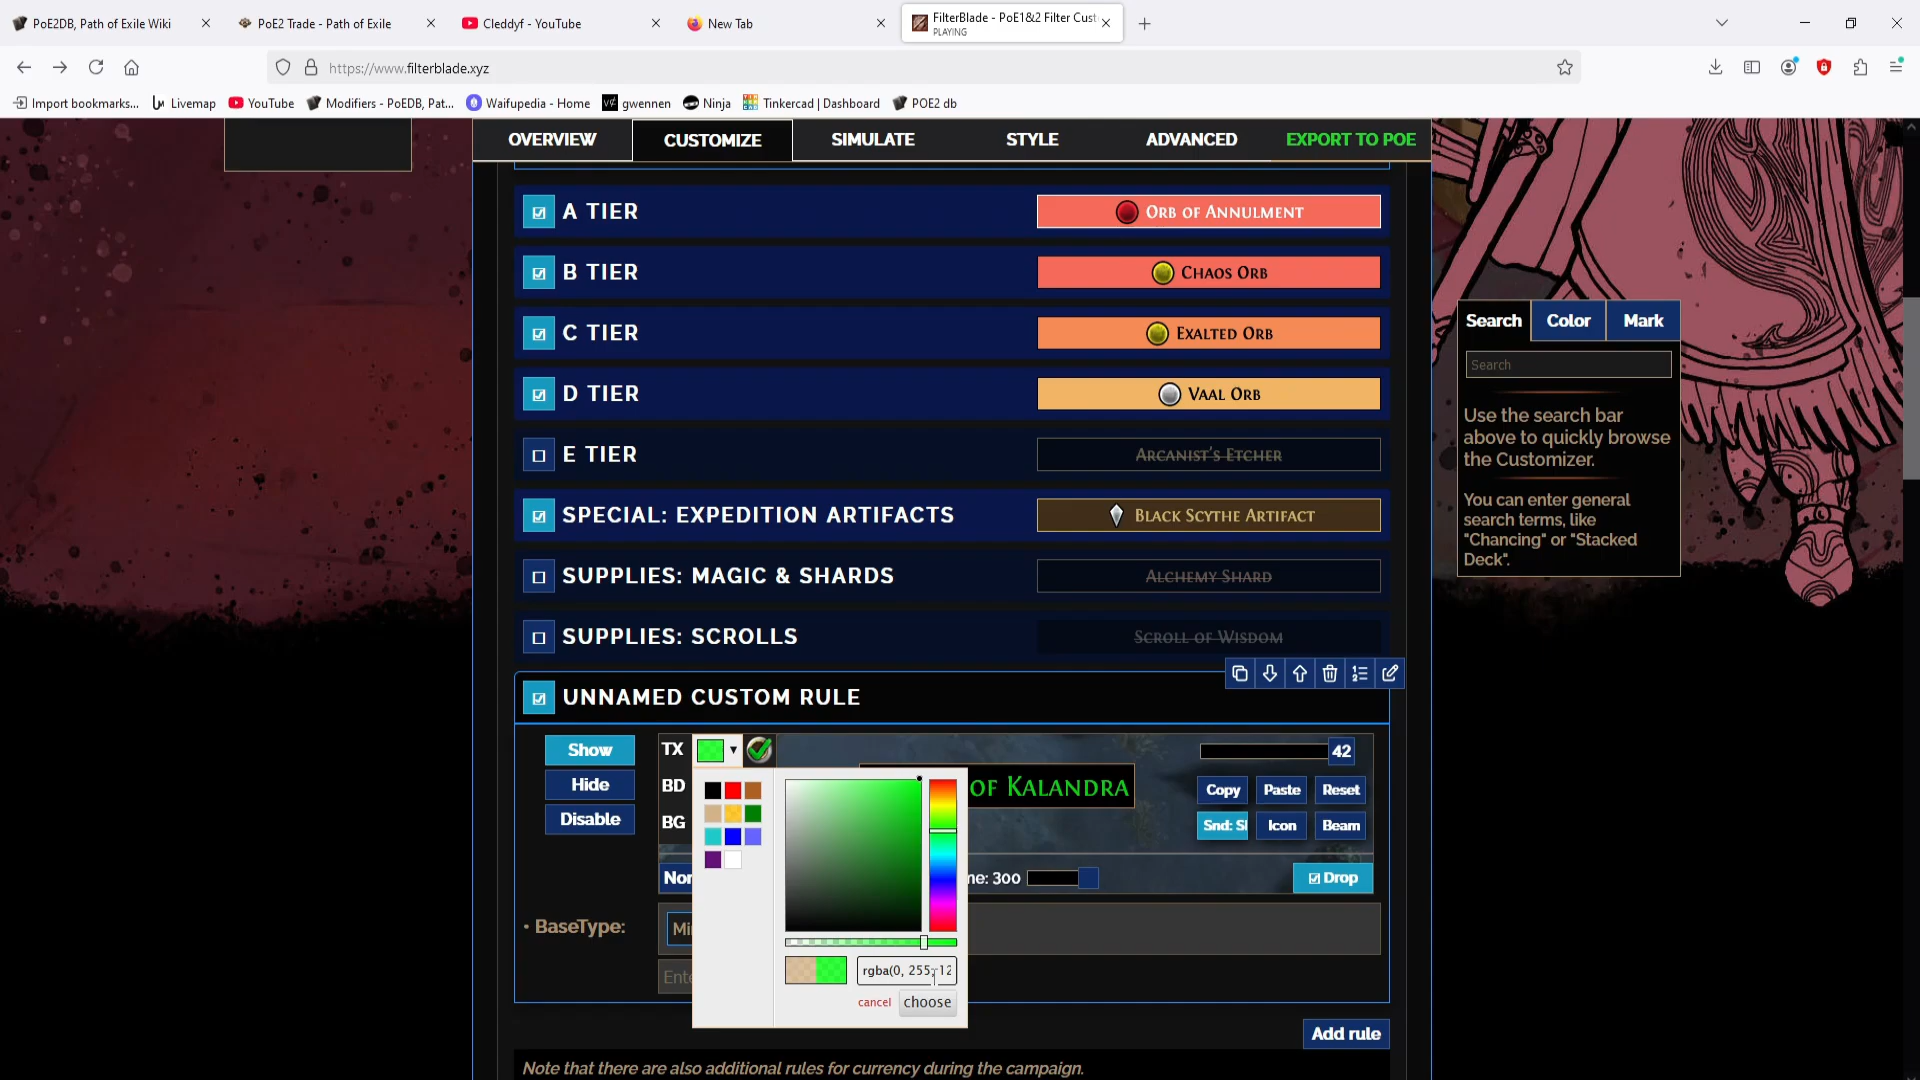 PoE2DB, Path of Exile Wiki
PoE2 Trade - Path of Exile
Cleddyf - YouTube
New Tab
FilterBlade - PoE1&2 Filter Cust
PLAYING
https://www.filterblade.xyz
Import bookmarks...
Livemap
YouTube
Modifiers - PoEDB, Pat...
Waifupedia - Home
gwennen
Ninja
Tinkercad | Dashboard
POE2 db
OVERVIEW
CUSTOMIZE
SIMULATE
STYLE
ADVANCED
EXPORT TO POE
A TIER
Orb of Annulment
B TIER
Chaos Orb
C TIER
Exalted Orb
D TIER
Vaal Orb
E TIER
Arcanist's Etcher
SPECIAL: EXPEDITION ARTIFACTS
Black Scythe Artifact
SUPPLIES: MAGIC & SHARDS
Alchemy Shard
SUPPLIES: SCROLLS
Scroll of Wisdom
UNNAMED CUSTOM RULE
Show
Hide
Disable
TX
BD
BG
of Kalandra
42
Copy
Paste
Reset
Snd: S
Icon
Beam
Nor
me: 300
Drop
• BaseType:
Mi
Ente
rgba(0, 255, 12
cancel
choose
Add rule
Note that there are also additional rules for currency during the campaign.
Search
Color
Mark
Search
Use the search bar
above to quickly browse
the Customizer.
You can enter general
search terms, like
"Chancing" or "Stacked
Deck".